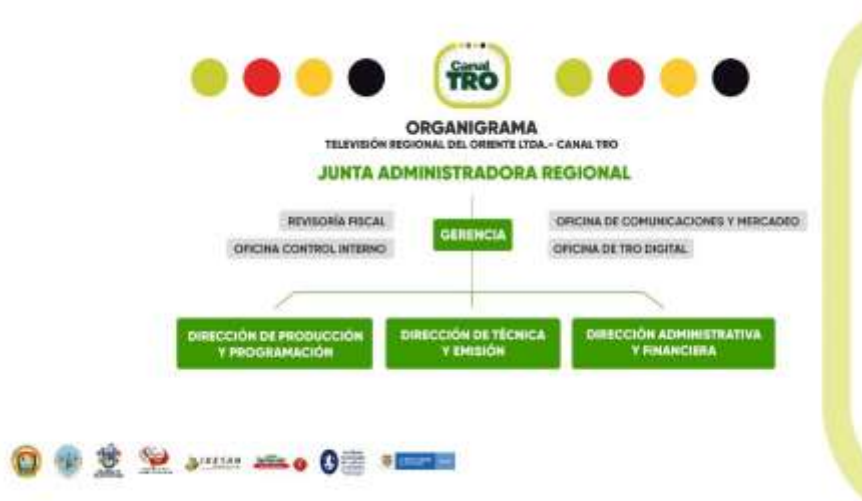 Canal
TRO
ORGANIGRAMA
TELEVISIÓN REGIONAL DEL ORIENTE LTDA.- CANAL TRO
JUNTA ADMINISTRADORA REGIONAL
REVISORÍA FISCAL
OFICINA CONTROL INTERNO
GERENCIA
OFICINA DE COMUNICACIONES Y MERCADEO
OFICINA DE TRO DIGITAL
DIRECCIÓN DE PRODUCCIÓN
Y PROGRAMACIÓN
DIRECCIÓN DE TÉCNICA
Y EMISIÓN
DIRECCIÓN ADMINISTRATIVA
Y FINANCIERA